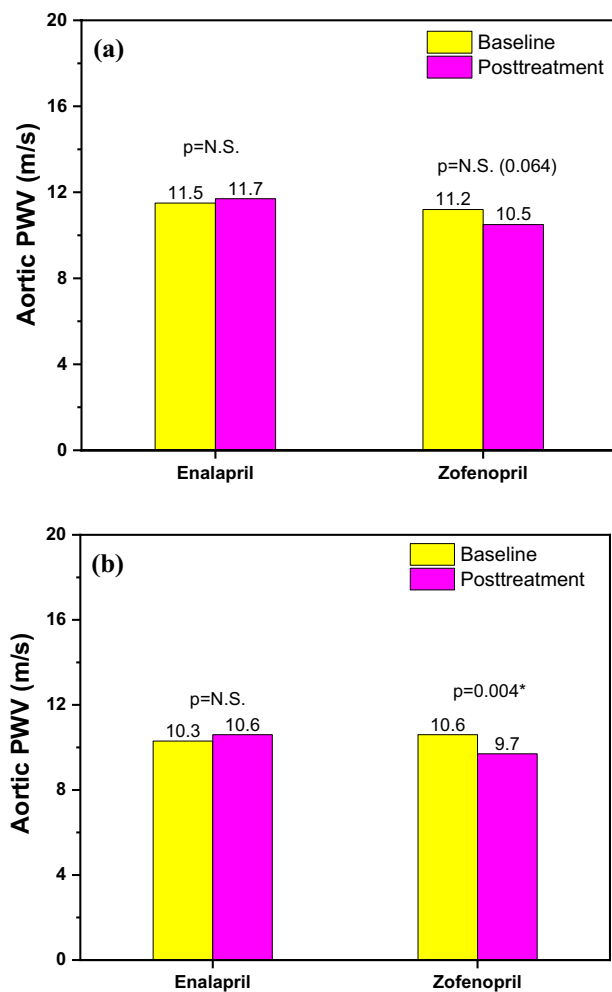 (a)
Baseline
Posttreatment
Aortic PWV (m/s)
20
16
12
8
4
0
p=N.S.
11.5 11.7
p=N.S. (0.064)
11.2
10.5
Enalapril Zofenopril
(b)
Baseline
Posttreatment
Aortic PWV (m/s)
20
16
12
8
4
0
p=N.S.
10.3 10.6
p=0.004*
10.6
9.7
Enalapril Zofenopril